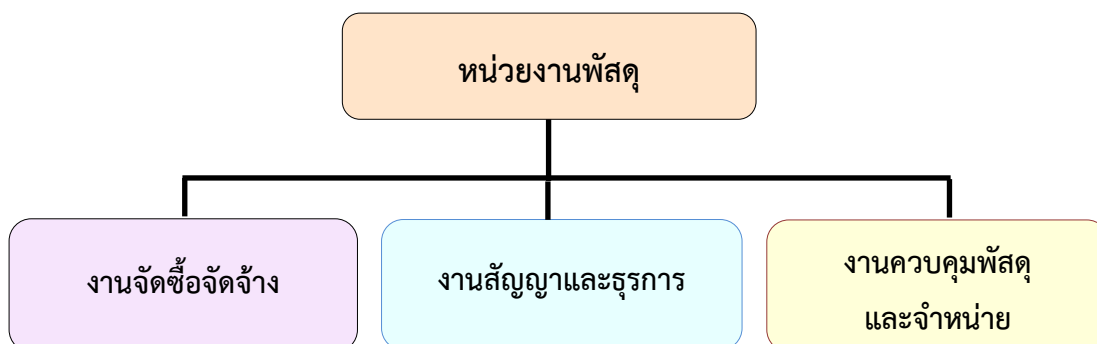 หน่วยงานพัสดุ
งานจัดซื้อจัดจ้าง
งานสัญญาและธุรการ
งานควบคุมพัสดุ
และจำหน่าย